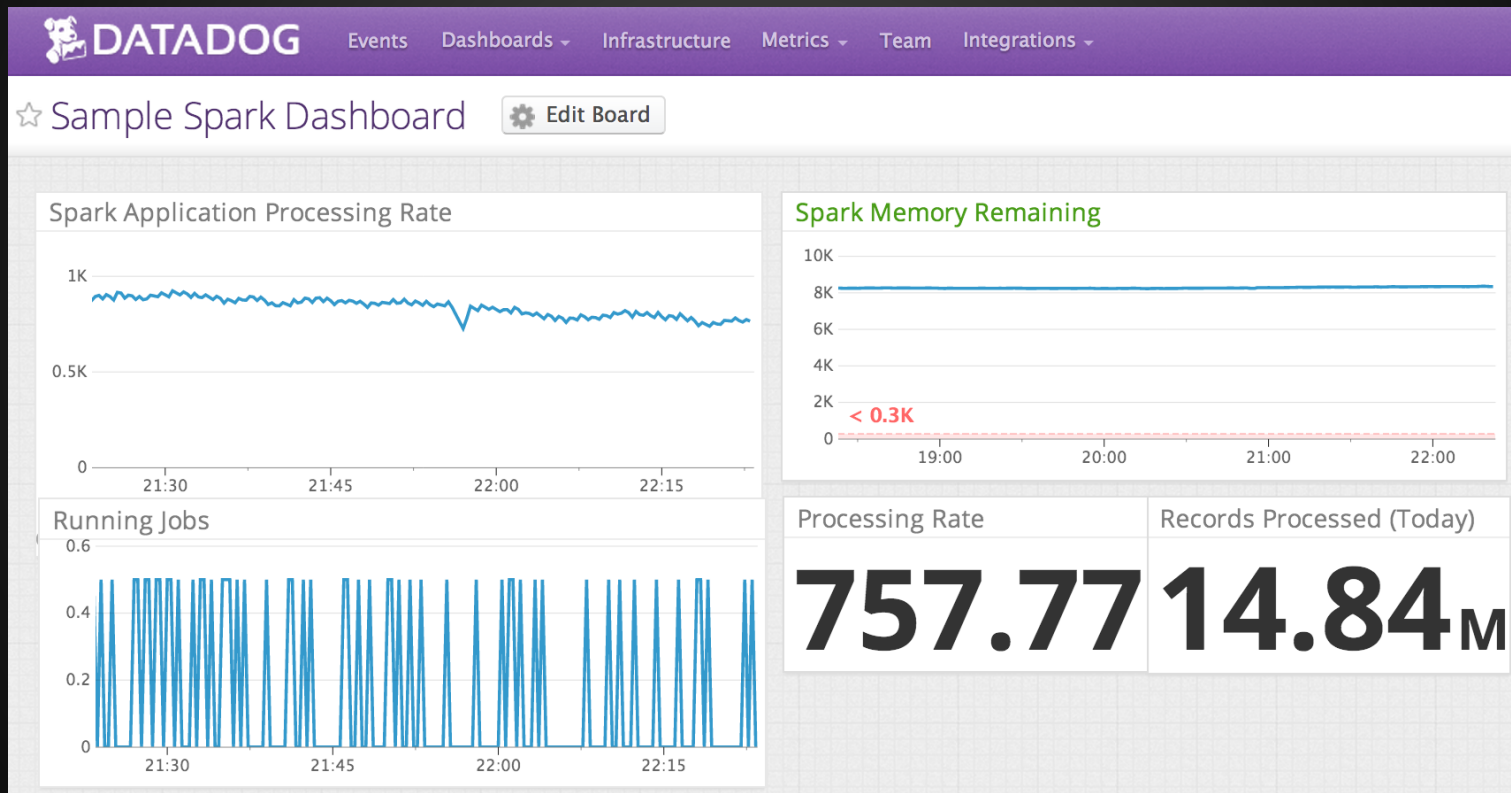 DATADOG Events Dashboards Infrastructure Metrics Team Integrations
Sample Spark Dashboard Edit Board
Spark Application Processing Rate
1K
0.5K
0
21:30 21:45 22:00 22:15
Spark Memory Remaining
10K
8K
6K
4K
2K
< 0.3K
0
19:00 20:00 21:00 22:00
Running Jobs
0.6
0.4
0.2
0
21:30 21:45 22:00 22:15
Processing Rate
757.77
Records Processed (Today)
14.84M